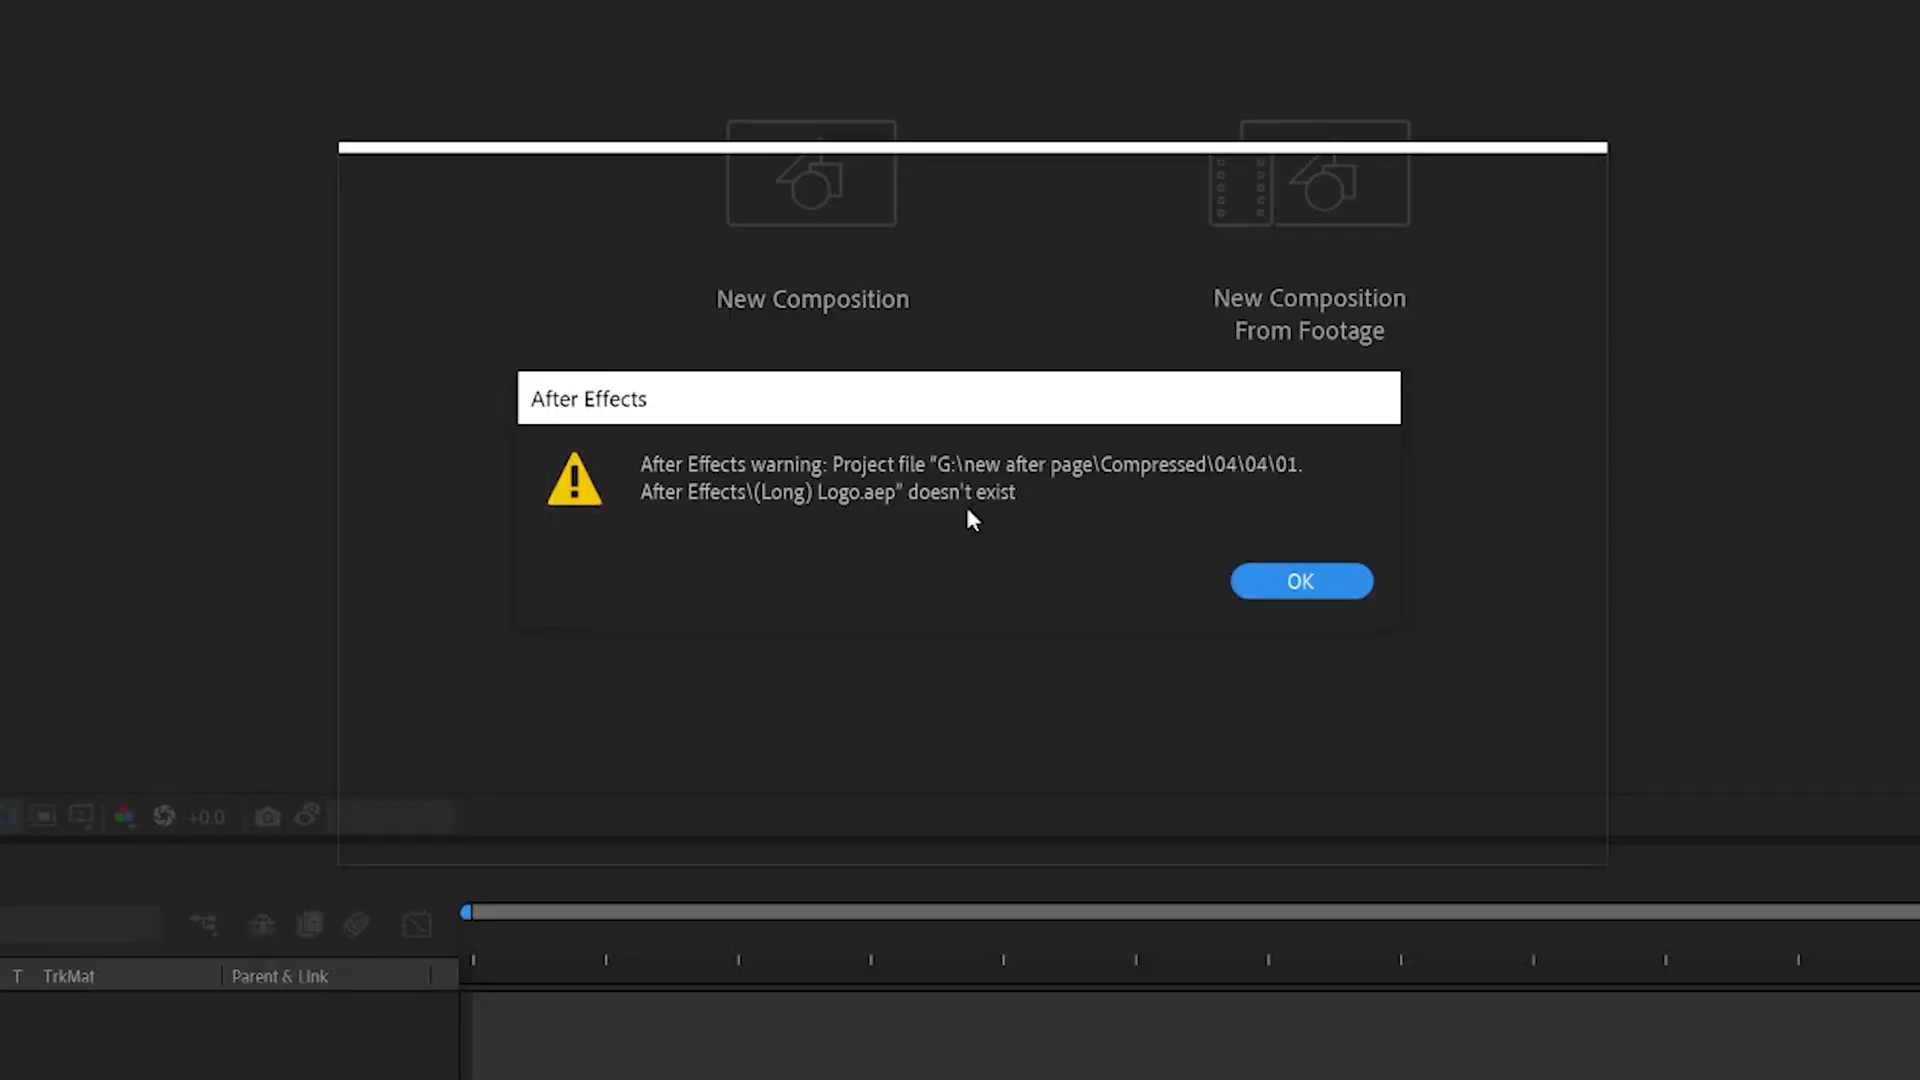 New Composition
New Composition
From Footage
After Effects
After Effects warning: Project file "G:\new after page\Compressed\04\04\01.
After Effects\(Long) Logo.aep" doesn't exist
OK
+0.0
T TrkMat Parent & Link